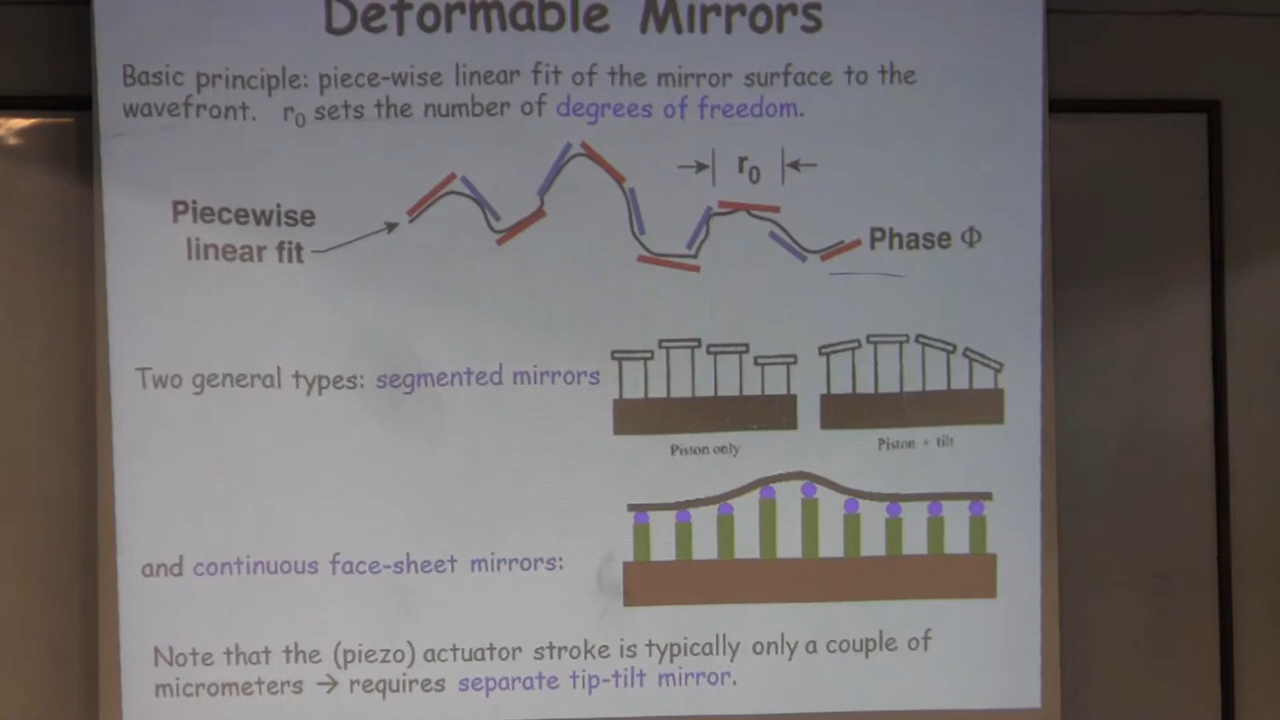 Deformable Mirrors
Basic principle: piece-wise linear fit of the mirror surface to the
wavefront. r₀ sets the number of degrees of freedom.
r₀
Piecewise
linear fit
Phase Φ
Two general types: segmented mirrors
Piston only
Piston + tilt
and continuous face-sheet mirrors:
Note that the (piezo) actuator stroke is typically only a couple of
micrometers → requires separate tip-tilt mirror.